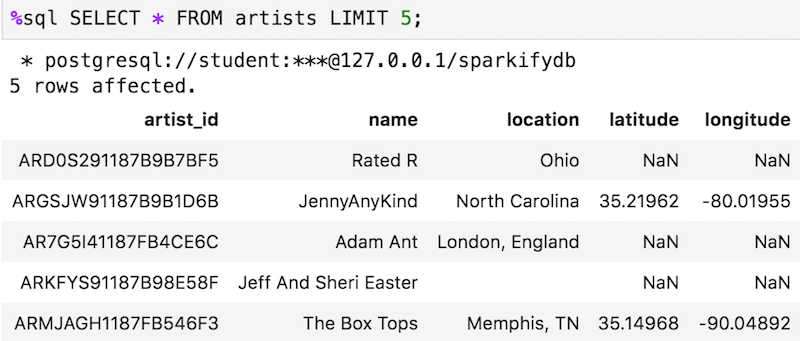 %sql SELECT * FROM artists LIMIT 5;
* postgresql://student:***@127.0.0.1/sparkifydb
5 rows affected.
artist_id name location latitude longitude
ARD0S291187B9B7BF5 Rated R Ohio NaN NaN
ARGSJW91187B9B1D6B JennyAnyKind North Carolina 35.21962 -80.01955
AR7G5I41187FB4CE6C Adam Ant London, England NaN NaN
ARKFYS91187B98E58F Jeff And Sheri Easter NaN NaN
ARMJAGH1187FB546F3 The Box Tops Memphis, TN 35.14968 -90.04892